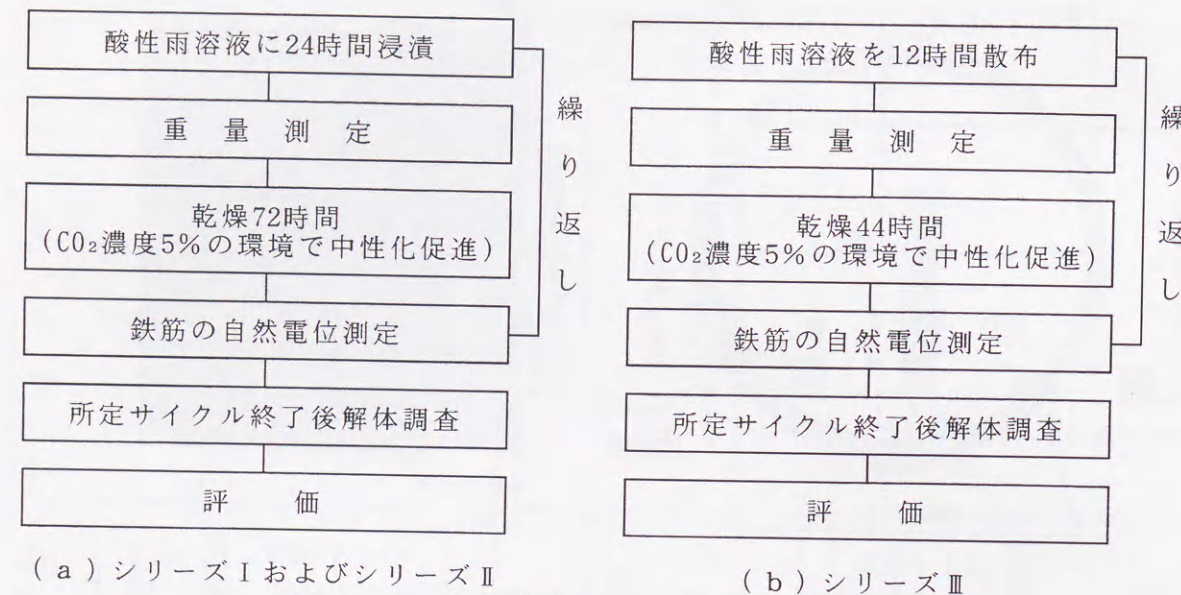 酸性雨溶液に24時間浸漬
重量測定
乾燥72時間
(CO₂濃度5%の環境で中性化促進)
鉄筋の自然電位測定
所定サイクル終了後解体調査
評価
繰り返し
(a)シリーズⅠおよびシリーズⅡ
酸性雨溶液を12時間散布
重量測定
乾燥44時間
(CO₂濃度5%の環境で中性化促進)
鉄筋の自然電位測定
所定サイクル終了後解体調査
評価
繰り返し
(b)シリーズⅢ